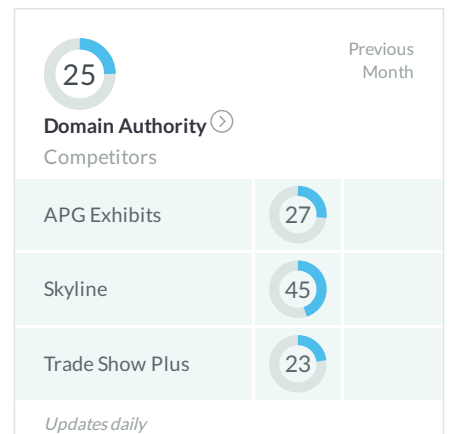 25
Previous
Month
Domain Authority
Competitors
APG Exhibits 27
Skyline 45
Trade Show Plus 23
Updates daily